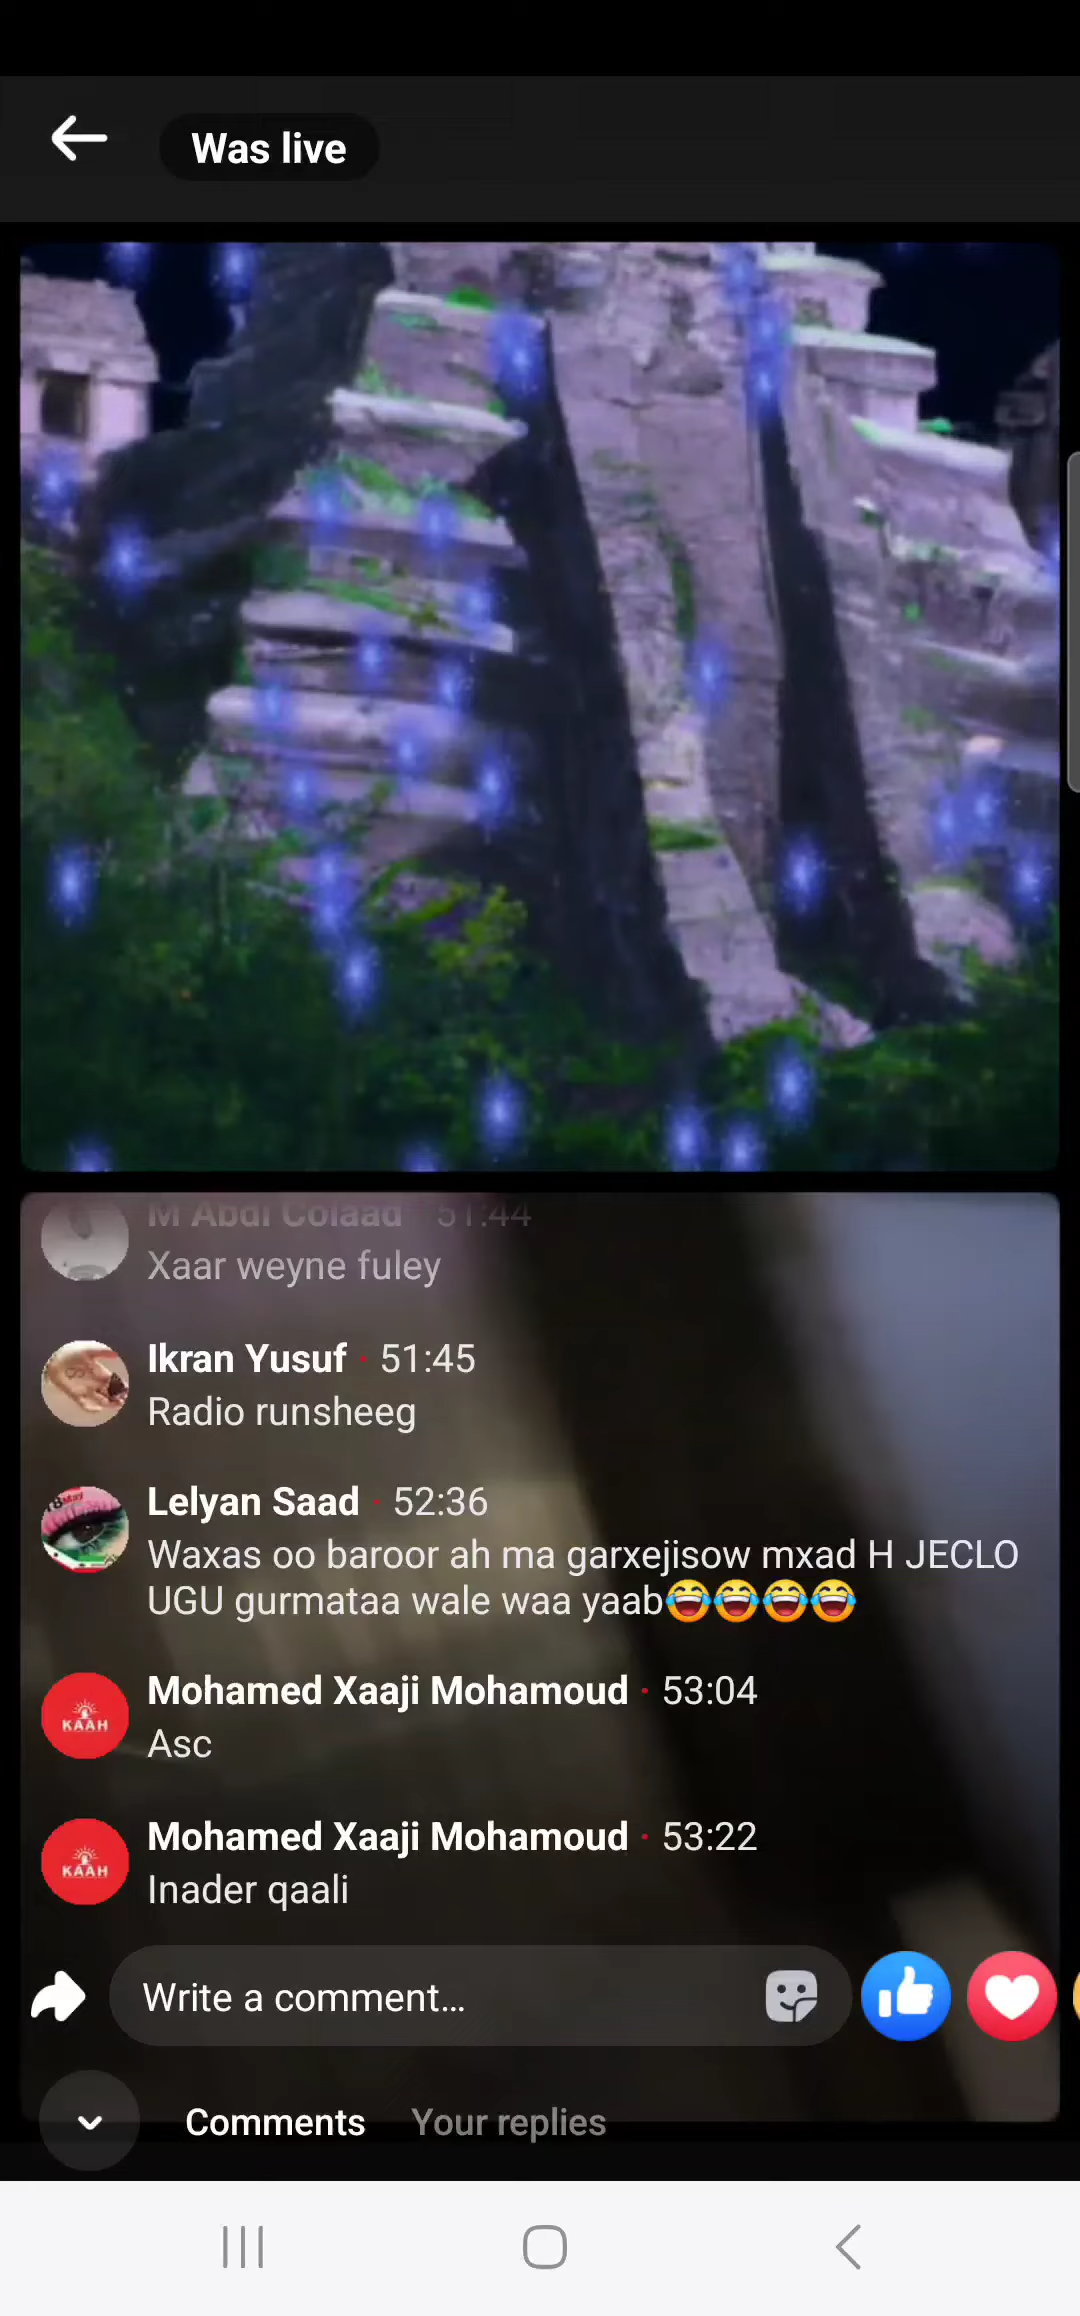 Was live
M Abdi Colaad 51:44
Xaar weyne fuley
Ikran Yusuf · 51:45
Radio runsheeg
Lelyan Saad · 52:36
Waxas oo baroor ah ma garxejisow mxad H JECLO
UGU gurmataa wale waa yaab😂😂😂😂
KAAH
Mohamed Xaaji Mohamoud · 53:04
Asc
KAAH
Mohamed Xaaji Mohamoud · 53:22
Inader qaali
Write a comment...
Comments Your replies